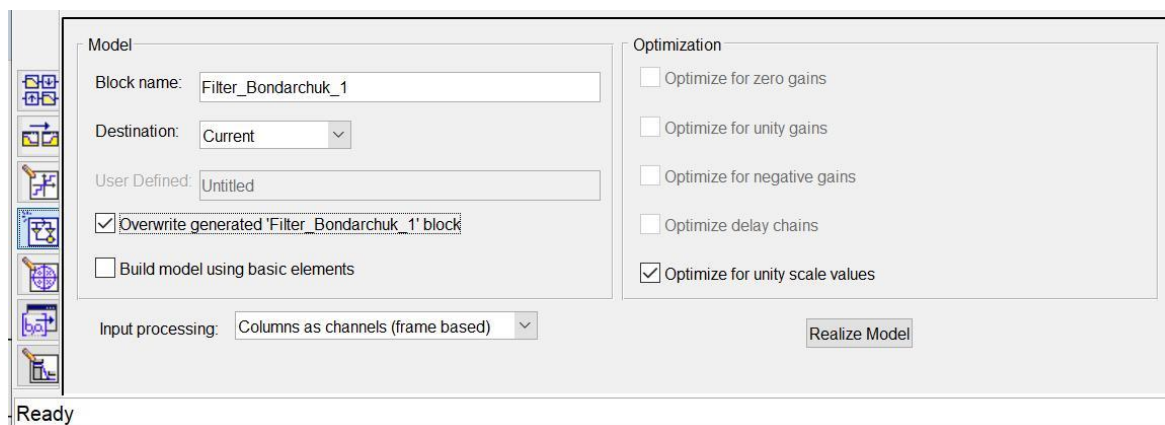 Model
Block name: Filter_Bondarchuk_1
Destination: Current
User Defined: Untitled
Overwrite generated 'Filter_Bondarchuk_1' block
Build model using basic elements
Input processing: Columns as channels (frame based)
Optimization
Optimize for zero gains
Optimize for unity gains
Optimize for negative gains
Optimize delay chains
Optimize for unity scale values
Realize Model
Ready